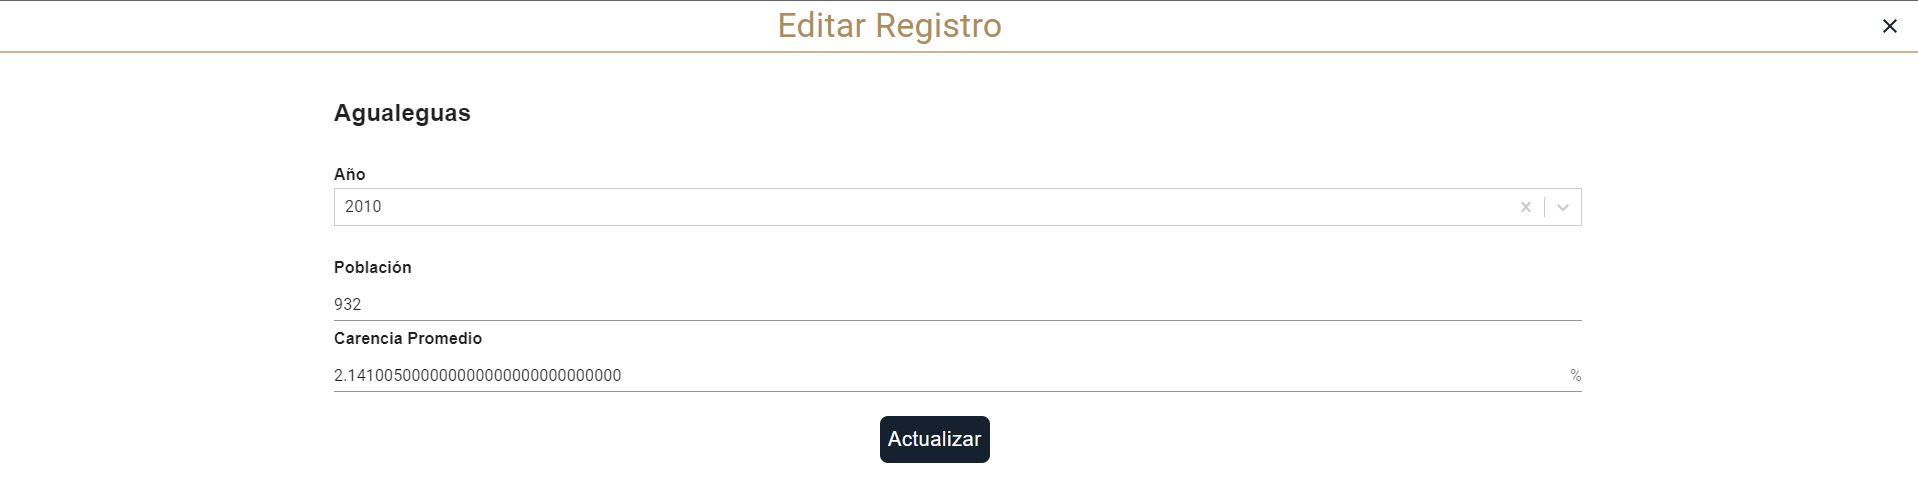 Editar Registro
Agualeguas
Año
2010
Población
932
Carencia Promedio
2.141005000000000000000000000000 %
Actualizar